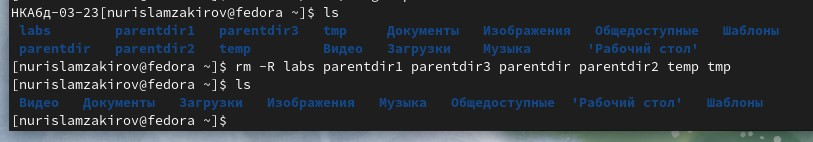 НКАбд-03-23[nurislamzakirov@fedora ~]$ ls
labs parentdir1 parentdir3 tmp Документы Изображения Общедоступные Шаблоны
parentdir parentdir2 temp Видео Загрузки Музыка 'Рабочий стол'
[nurislamzakirov@fedora ~]$ rm -R labs parentdir1 parentdir3 parentdir parentdir2 temp tmp
[nurislamzakirov@fedora ~]$ ls
Видео Документы Загрузки Изображения Музыка Общедоступные 'Рабочий стол' Шаблоны
[nurislamzakirov@fedora ~]$